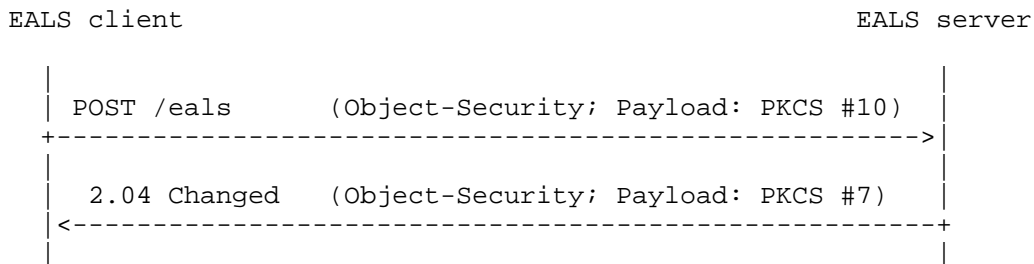 EALS client EALS server
POST /eals (Object-Security; Payload: PKCS #10)
2.04 Changed (Object-Security; Payload: PKCS #7)